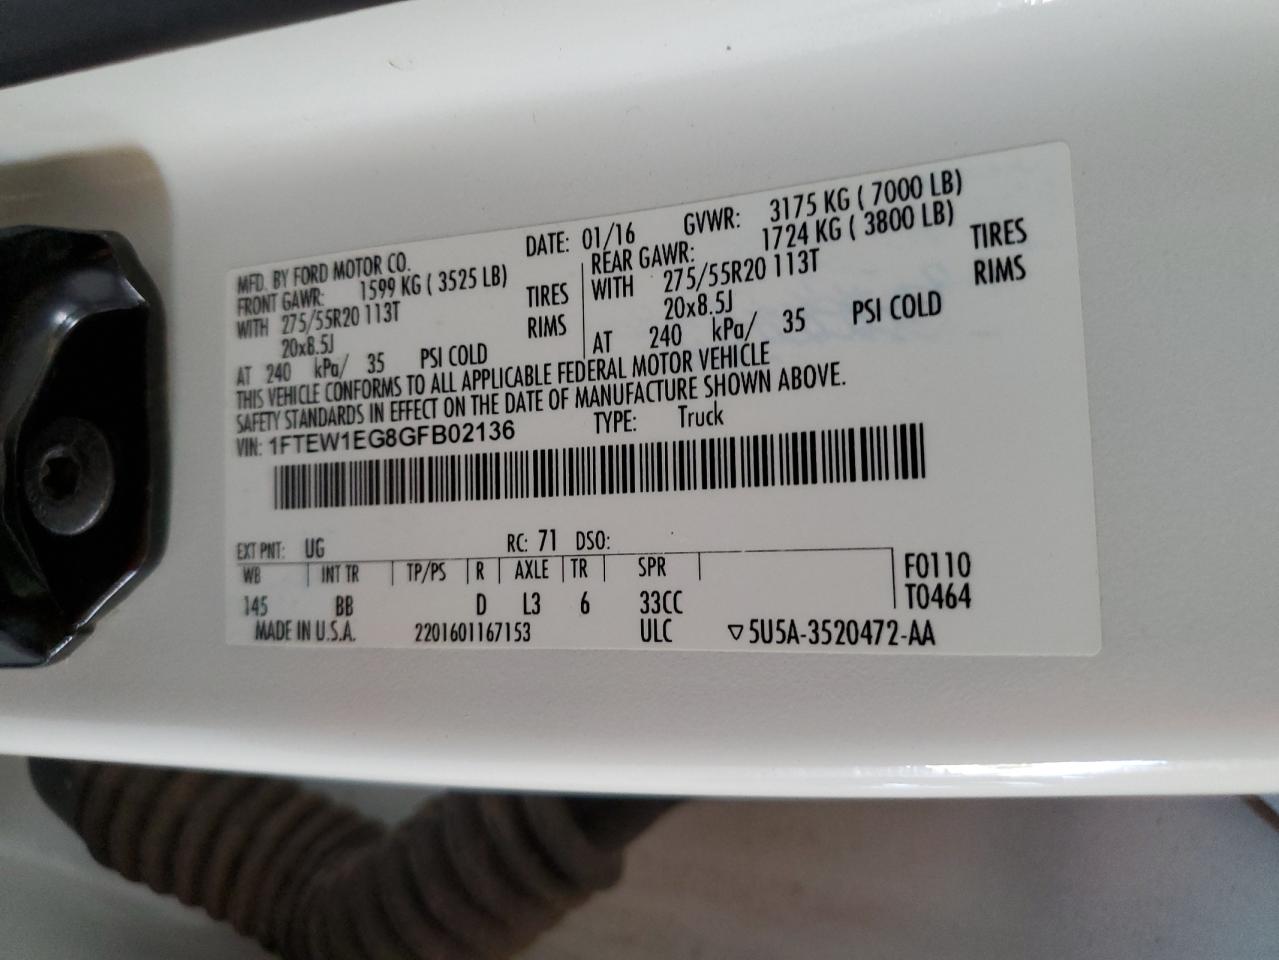 MFD. BY FORD MOTOR CO. DATE: 01/16 GVWR: 3175 KG ( 7000 LB)
FRONT GAWR: 1599 KG ( 3525 LB) REAR GAWR: 1724 KG ( 3800 LB)
WITH 275/55R20 113T TIRES WITH 275/55R20 113T TIRES
20x8.5J RIMS 20x8.5J RIMS
AT 240 kPa/ 35 PSI COLD AT 240 kPa/ 35 PSI COLD
THIS VEHICLE CONFORMS TO ALL APPLICABLE FEDERAL MOTOR VEHICLE
SAFETY STANDARDS IN EFFECT ON THE DATE OF MANUFACTURE SHOWN ABOVE.
VIN: 1FTEW1EG8GFB02136 TYPE: Truck
EXT PNT: UG RC: 71 DSO:
WB INT TR TP/PS R AXLE TR SPR F0110
145 BB D L3 6 33CC T0464
MADE IN U.S.A. 2201601167153 ULC ▽5U5A-3520472-AA